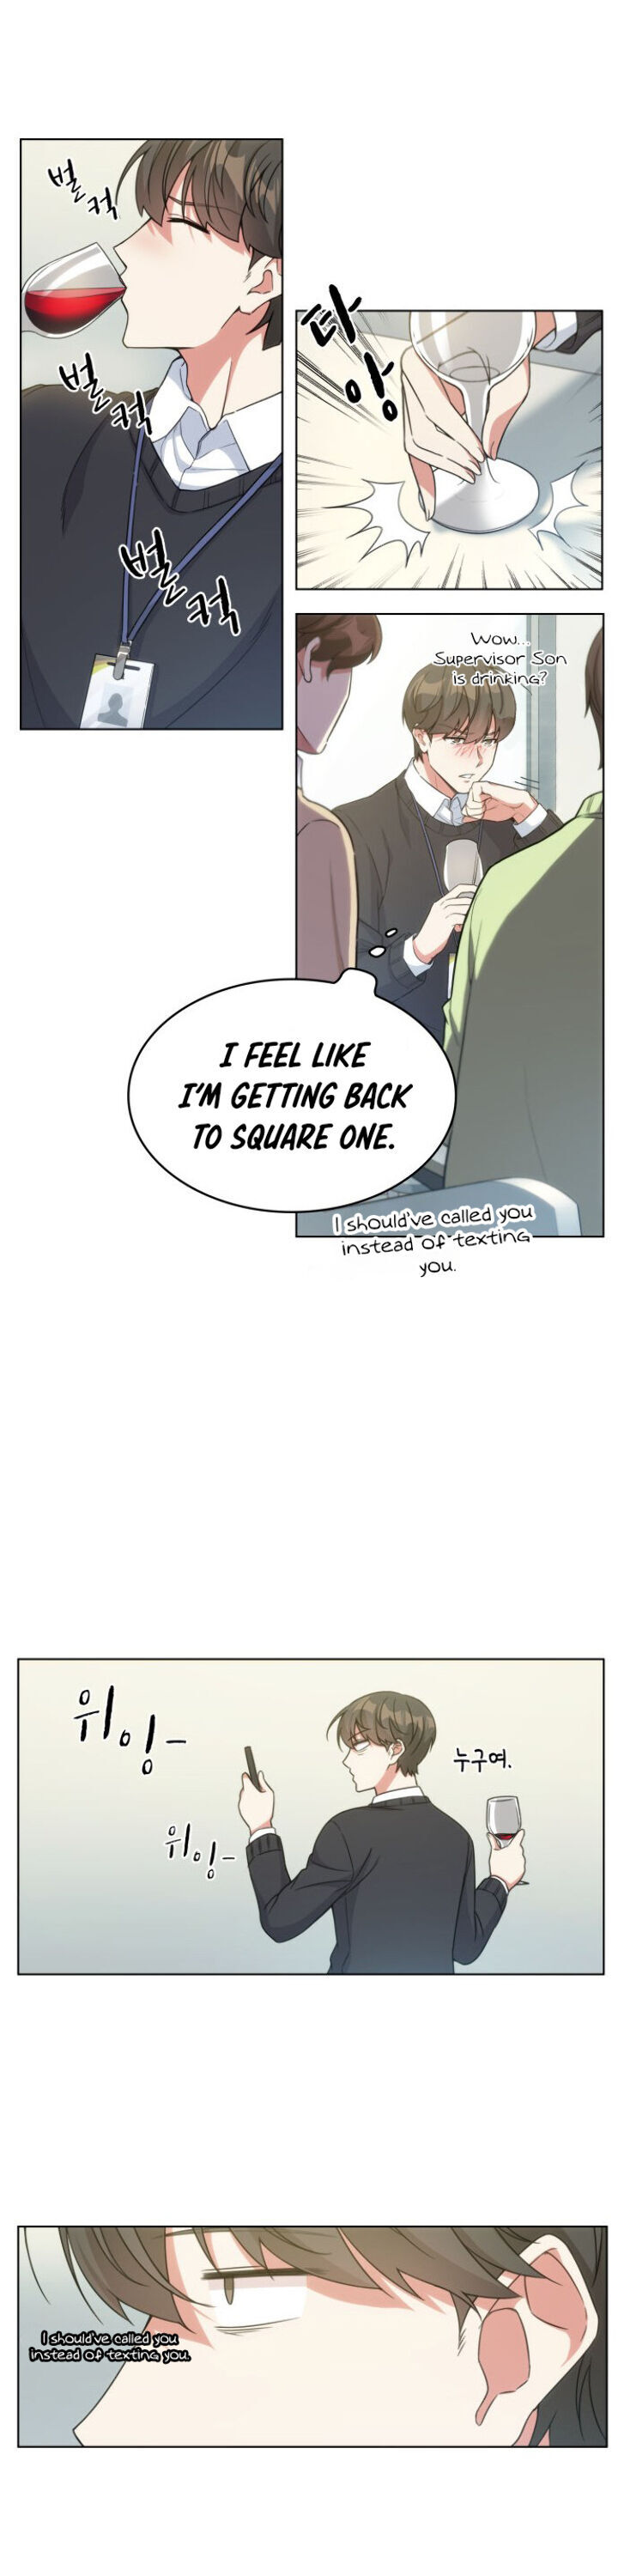 벌컥
벌컥
벌컥
타앙
Wow...
Supervisor Son
is drinking?
I FEEL LIKE
I'M GETTING BACK
TO SQUARE ONE.
I should've called you
instead of texting
you.
위잉-
누구여.
위잉-
I should've called you
instead of texting you.